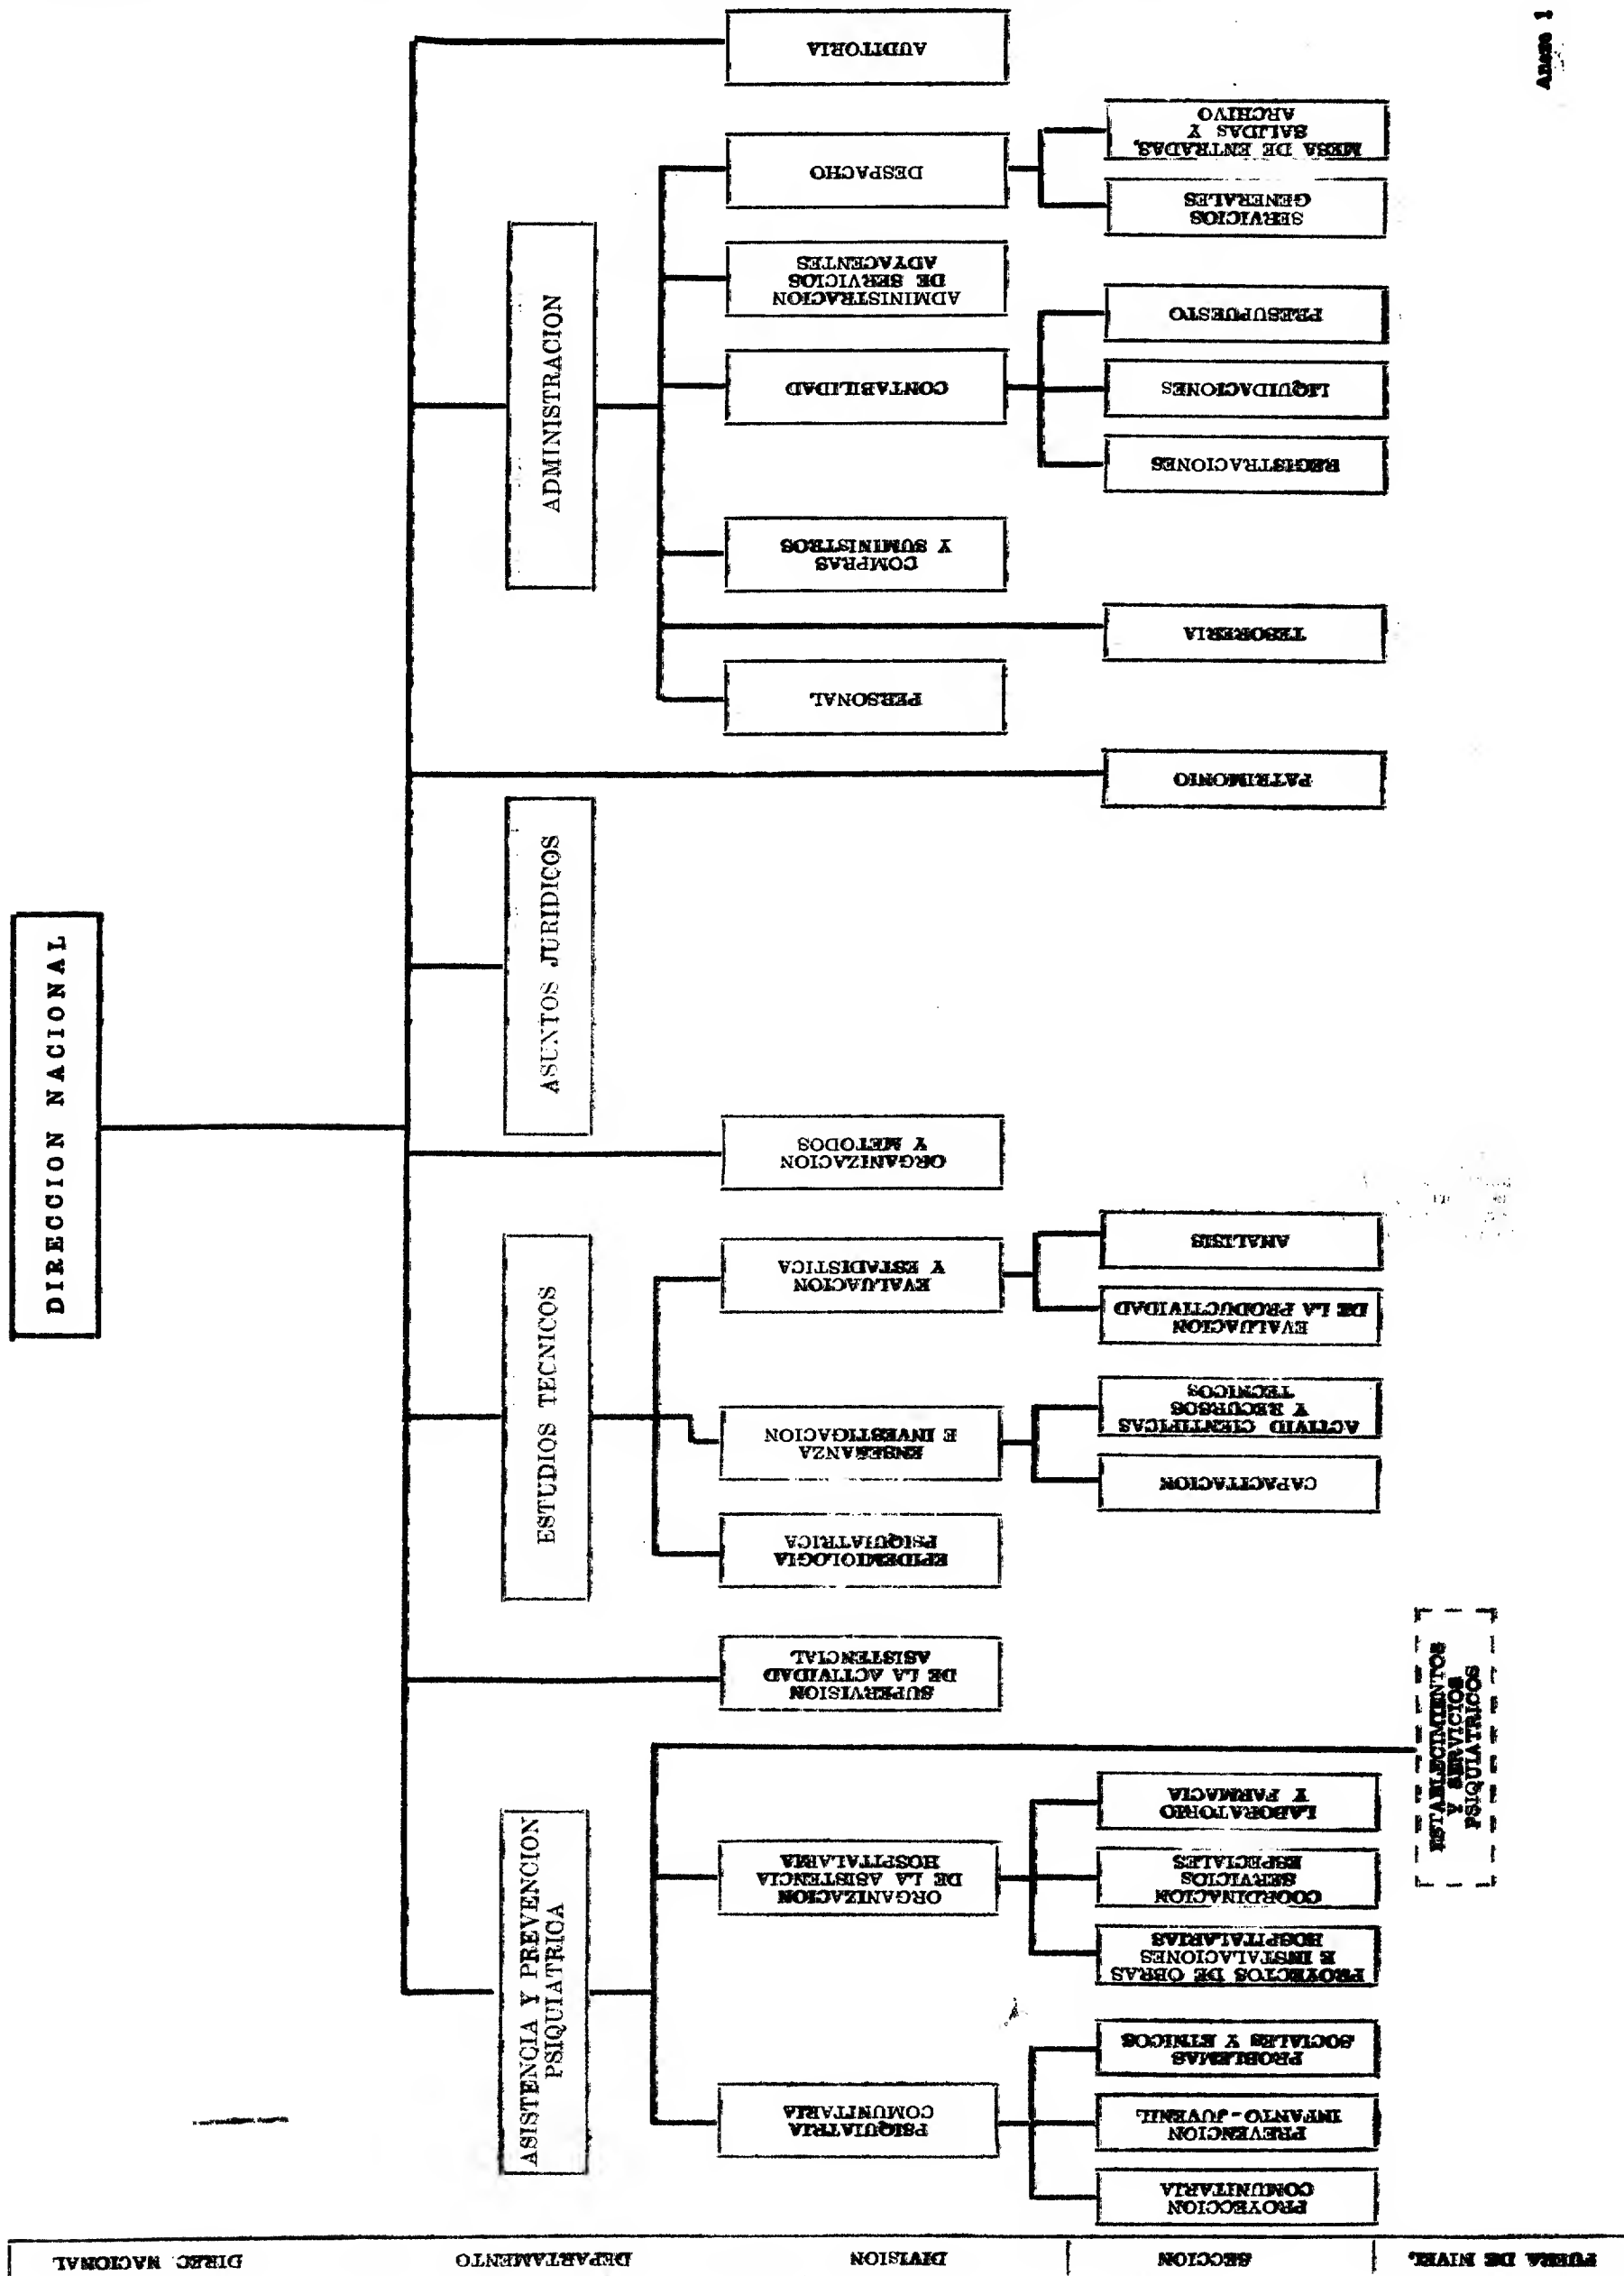 Anexo 1
DIRECCION NACIONAL
ASISTENCIA Y PREVENCION
PSIQUIATRICA
ESTUDIOS TECNICOS
ASUNTOS JURIDICOS
ADMINISTRACION
SUPERVISION
DE LA ACTIVIDAD
ASISTENCIAL
ORGANIZACION
Y METODOS
AUDITORIA
PATRIMONIO
PSIQUIATRIA
COMUNITARIA
ORGANIZACION
DE LA ASISTENCIA
HOSPITALARIA
EPIDEMIOLOGIA
PSIQUIATRICA
ENSEÑANZA
E INVESTIGACION
EVALUACION
Y ESTADISTICA
PERSONAL
COMPRAS
Y SUMINISTROS
CONTABILIDAD
ADMINISTRACION
DE SERVICIOS
ADYACENTES
DESPACHO
PROYECCION
COMUNITARIA
PREVENCION
INFANTO-JUVENIL
PROBLEMAS
SOCIALES Y ETNICOS
PROYECTOS DE OBRAS
E INSTALACIONES
HOSPITALARIAS
COORDINACION
SERVICIOS
ESPECIALES
LABORATORIO
Y FARMACIA
CAPACITACION
ACTIVID CIENTIFICAS
Y RECURSOS
TECNICOS
EVALUACION
DE LA PRODUCTIVIDAD
ANALISIS
TESORERIA
REGISTRACIONES
LIQUIDACIONES
PRESUPUESTO
SERVICIOS
GENERALES
MESA DE ENTRADAS,
SALIDAS Y
ARCHIVO
ESTABLECIMIENTOS
Y SERVICIOS
PSIQUIATRICOS
DIREC. NACIONAL
DEPARTAMENTO
DIVISION
SECCION
FUERA DE NIVEL